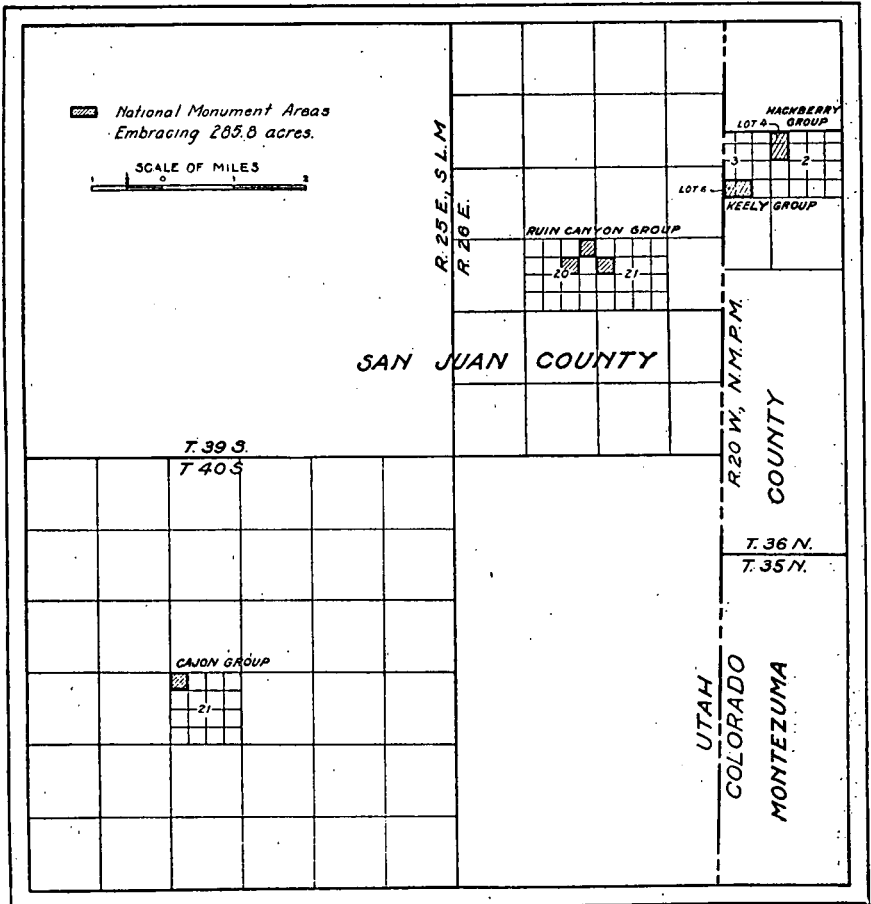 National Monument Areas
Embracing 285.8 acres.
SCALE OF MILES
1 0 1 2
R. 25 E., S L. M
R. 26 E.
HACKBERRY
GROUP
LOT 4
3
2
LOT 6
KEELY GROUP
RUIN CANYON GROUP
20
21
SAN JUAN COUNTY
R. 20 W., N.M.P.M.
COUNTY
T. 39 S.
T 40 S
T. 36 N.
T. 35 N.
CAJON GROUP
21
UTAH
COLORADO
MONTEZUMA